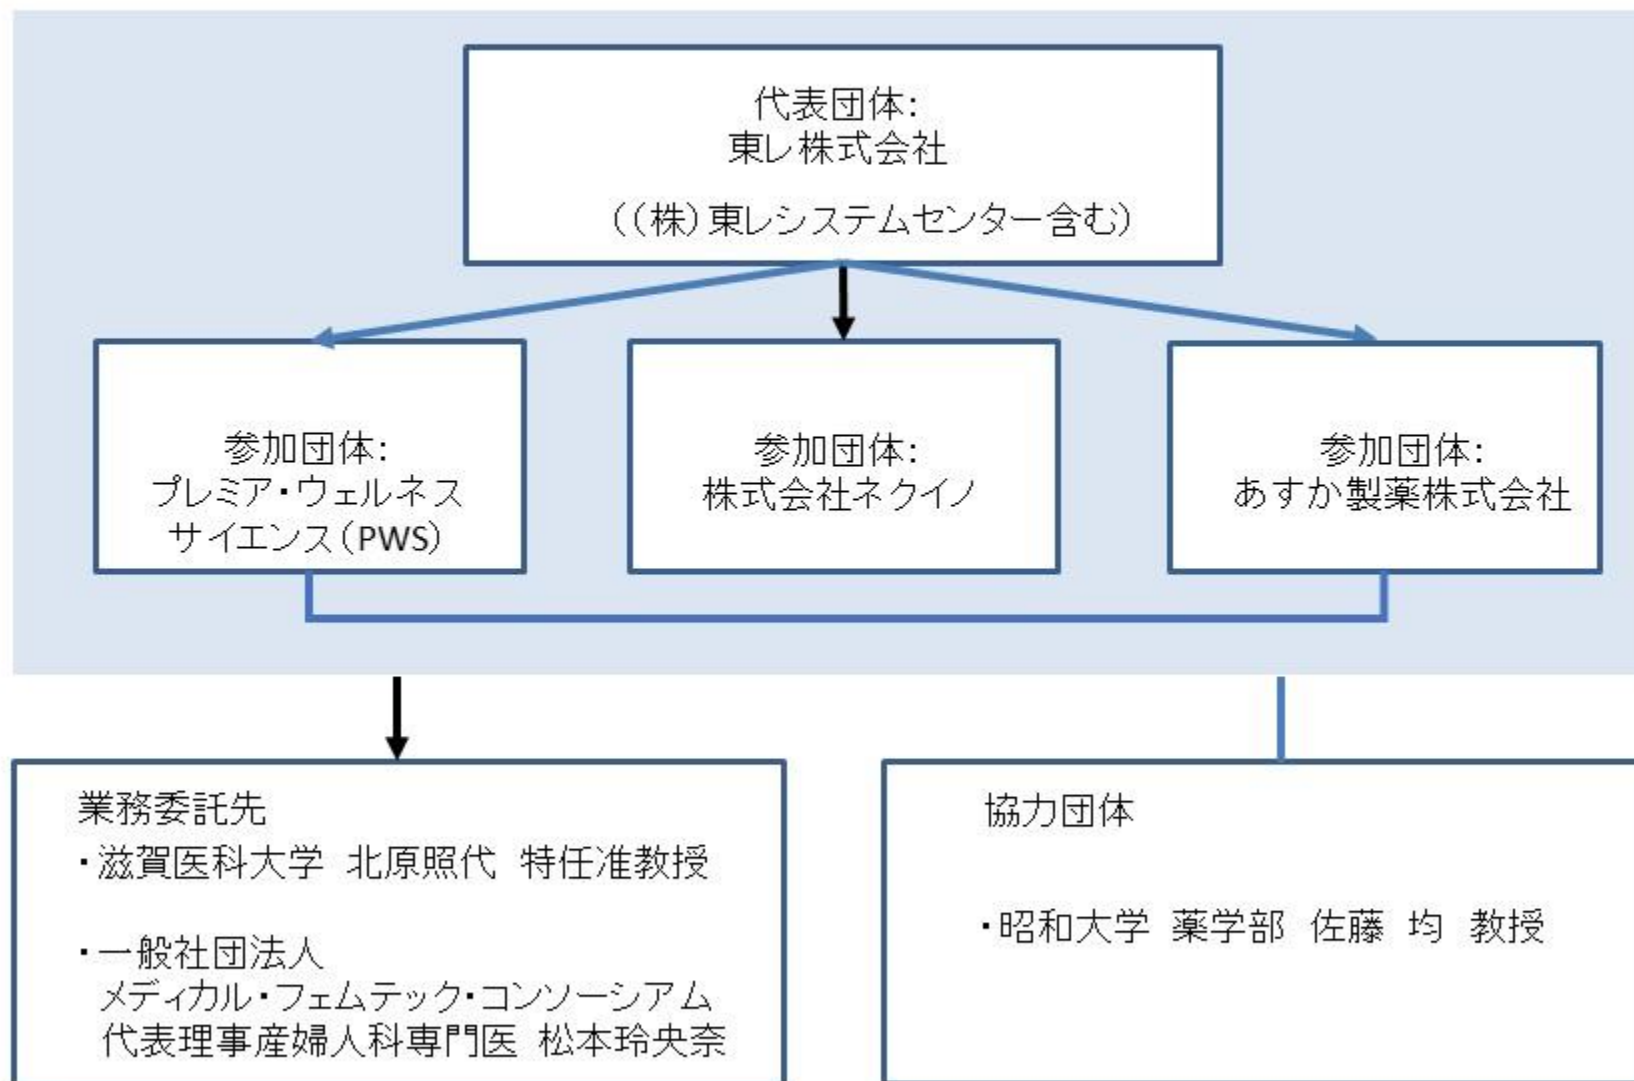 代表団体:
東レ株式会社
((株)東レシステムセンター含む)
参加団体:
プレミア・ウェルネス
サイエンス(PWS)
参加団体:
株式会社ネクイノ
参加団体:
あすか製薬株式会社
業務委託先
・滋賀医科大学 北原照代 特任准教授
・一般社団法人
メディカル・フェムテック・コンソーシアム
代表理事産婦人科専門医 松本玲央奈
協力団体
・昭和大学 薬学部 佐藤 均 教授